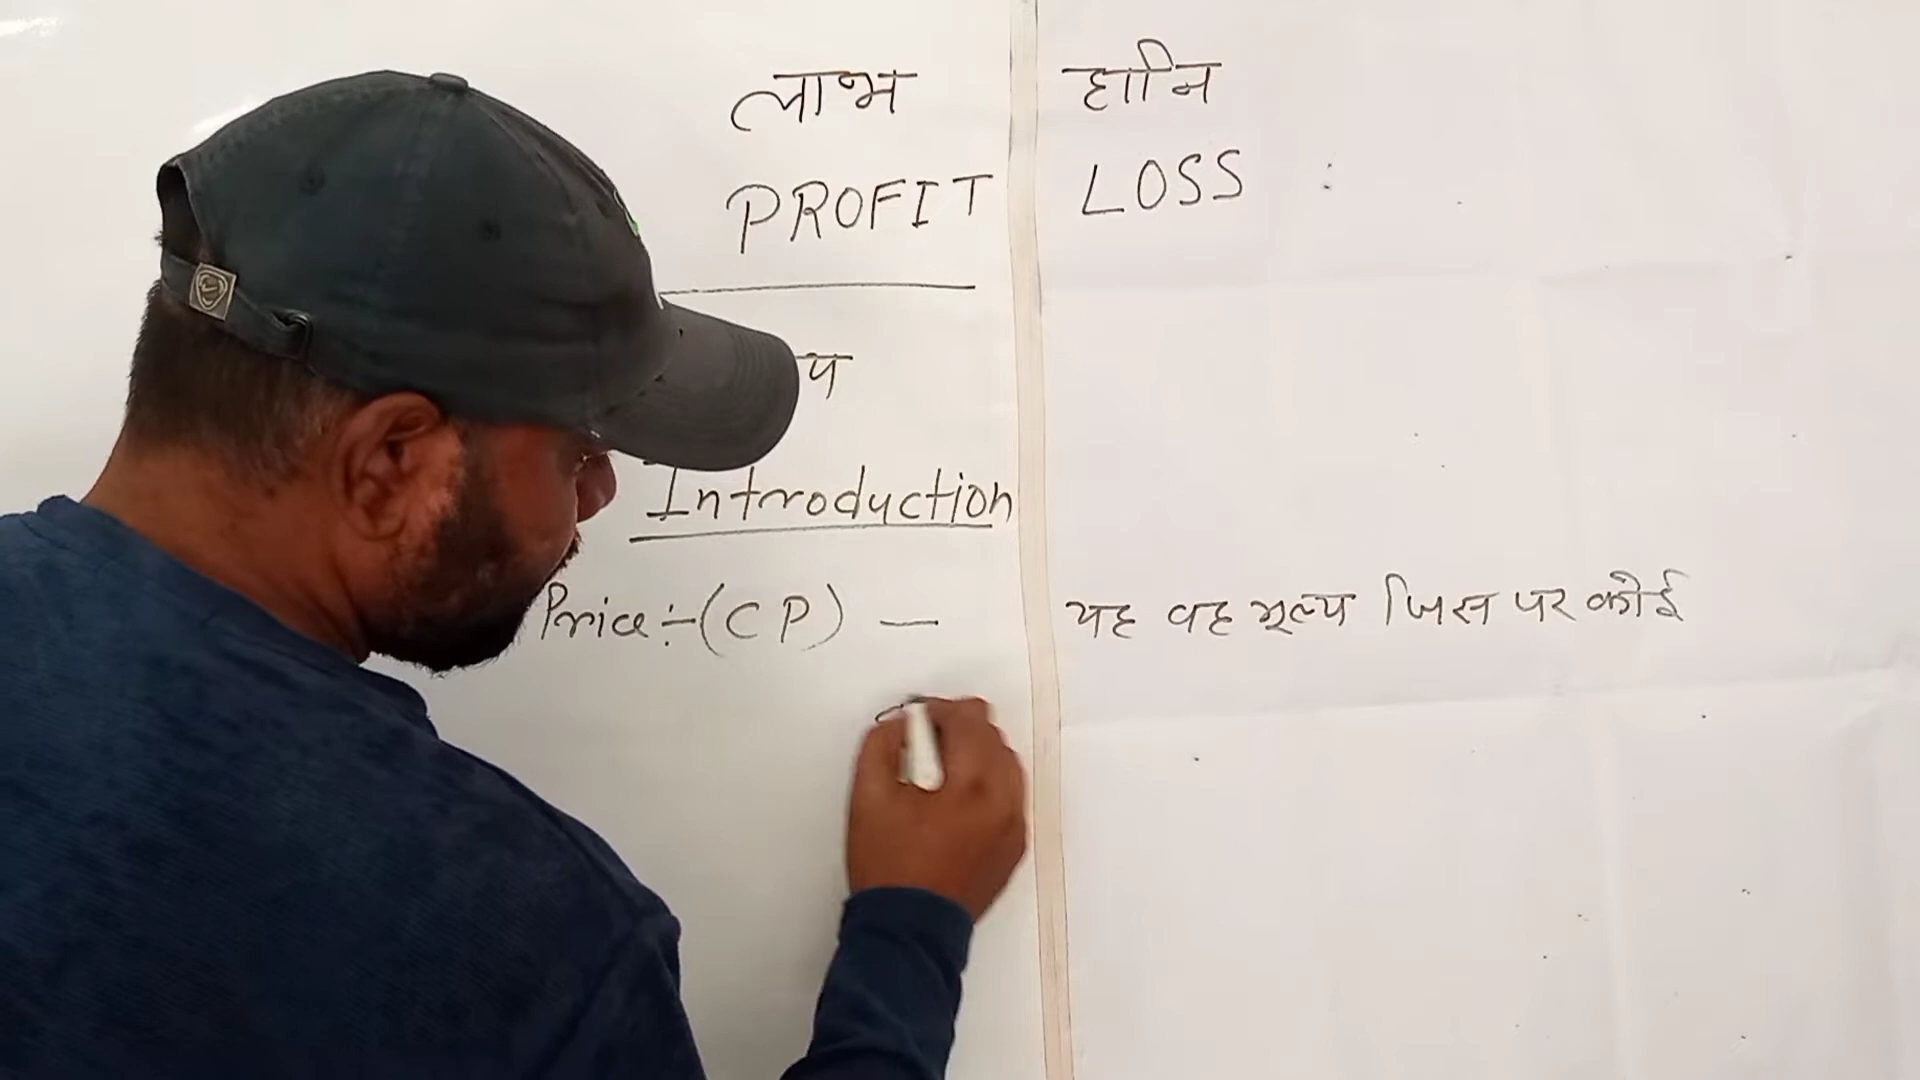 लाभ हानि
PROFIT LOSS
Introduction
Price :- (CP) — यह वह मूल्य जिस पर कोई